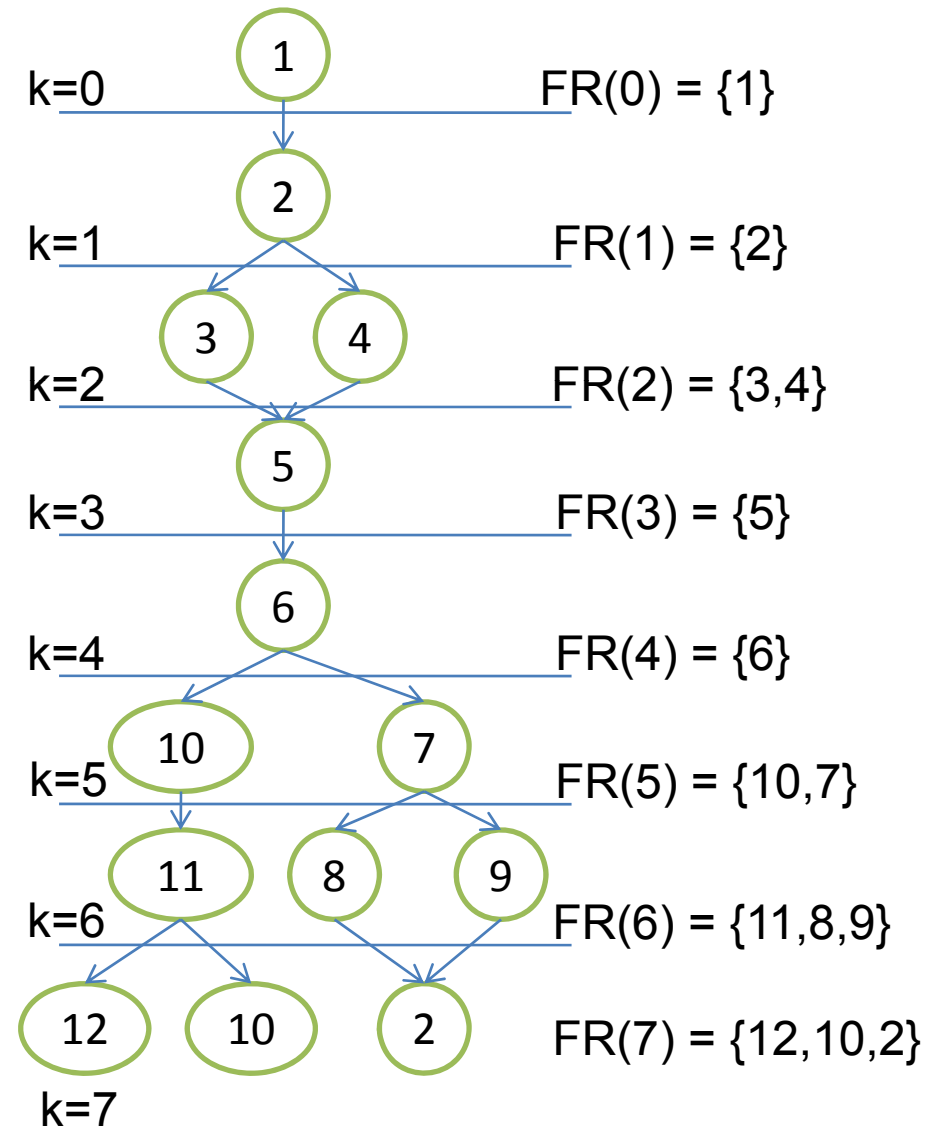 1
k=0 FR(0) = {1}
2
k=1 FR(1) = {2}
3 4
k=2 FR(2) = {3,4}
5
k=3 FR(3) = {5}
6
k=4 FR(4) = {6}
10 7
k=5 FR(5) = {10,7}
11 8 9
k=6 FR(6) = {11,8,9}
12 10 2 FR(7) = {12,10,2}
k=7